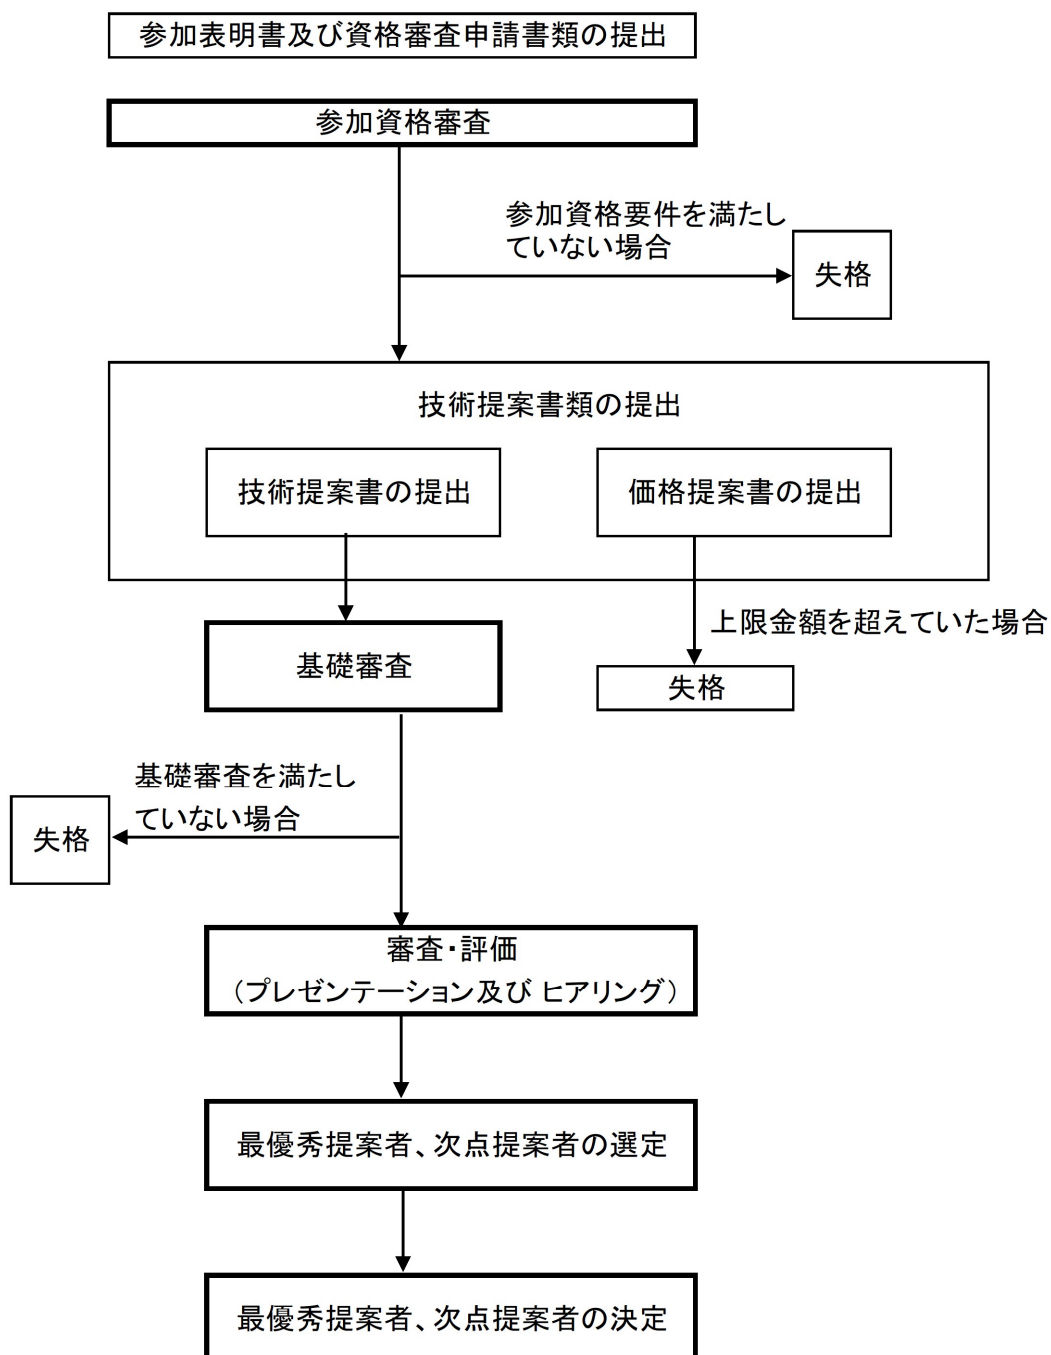 参加表明書及び資格審査申請書類の提出
参加資格審査
参加資格要件を満たし
ていない場合
失格
技術提案書類の提出
技術提案書の提出
価格提案書の提出
上限金額を超えていた場合
基礎審査
失格
基礎審査を満たし
ていない場合
失格
審査・評価
（プレゼンテーション及び ヒアリング）
最優秀提案者、次点提案者の選定
最優秀提案者、次点提案者の決定